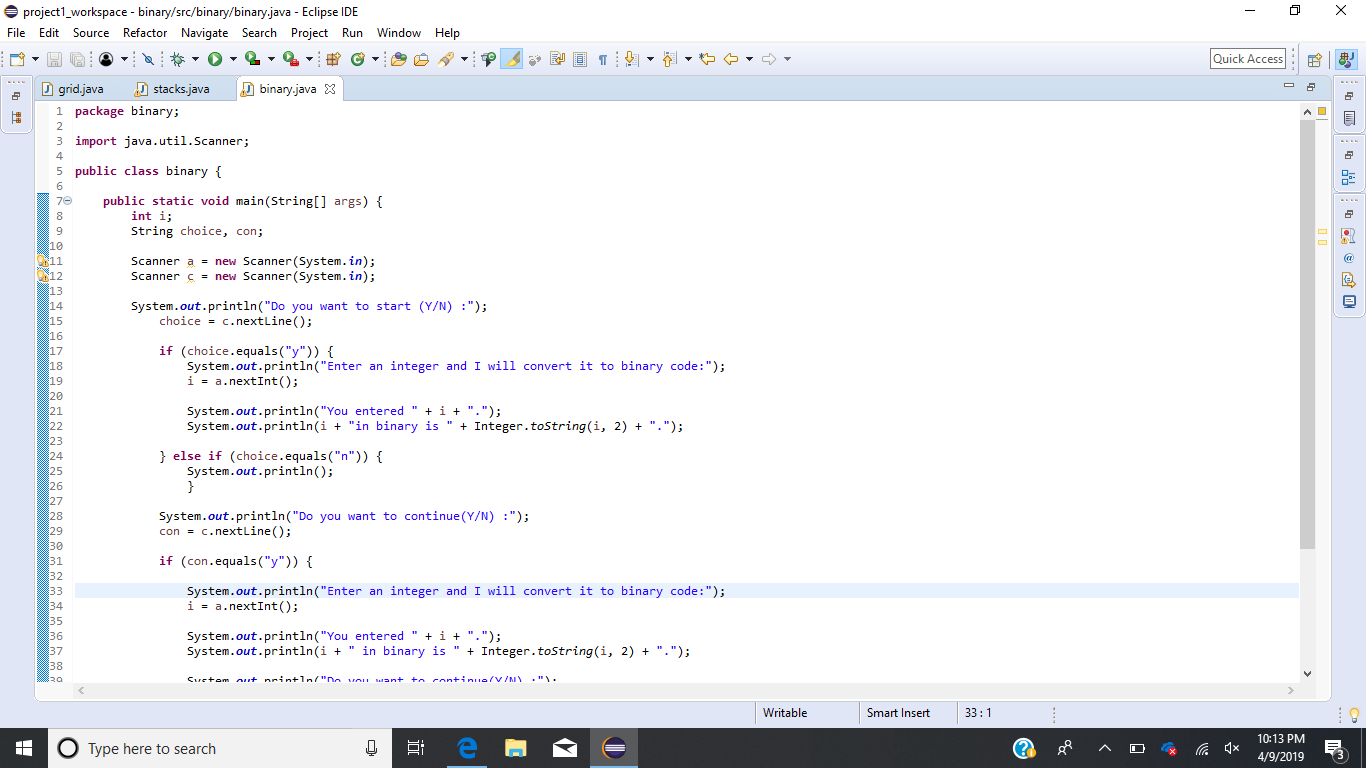 project1_workspace - binary/src/binary/binary.java - Eclipse IDE
File Edit Source Refactor Navigate Search Project Run Window Help
Quick Access
grid.java stacks.java binary.java
1 package binary;
2
3 import java.util.Scanner;
4
5 public class binary {
6
7 public static void main(String[] args) {
8 int i;
9 String choice, con;
10
11 Scanner a = new Scanner(System.in);
12 Scanner c = new Scanner(System.in);
13
14 System.out.println("Do you want to start (Y/N) :");
15 choice = c.nextLine();
16
17 if (choice.equals("y")) {
18 System.out.println("Enter an integer and I will convert it to binary code:");
19 i = a.nextInt();
20
21 System.out.println("You entered " + i + ".");
22 System.out.println(i + "in binary is " + Integer.toString(i, 2) + ".");
23
24 } else if (choice.equals("n")) {
25 System.out.println();
26 }
27
28 System.out.println("Do you want to continue(Y/N) :");
29 con = c.nextLine();
30
31 if (con.equals("y")) {
32
33 System.out.println("Enter an integer and I will convert it to binary code:");
34 i = a.nextInt();
35
36 System.out.println("You entered " + i + ".");
37 System.out.println(i + " in binary is " + Integer.toString(i, 2) + ".");
38
39 System.out.println("Do you want to continue(Y/N) :");
Writable Smart Insert 33 : 1
Type here to search
10:13 PM
4/9/2019
3